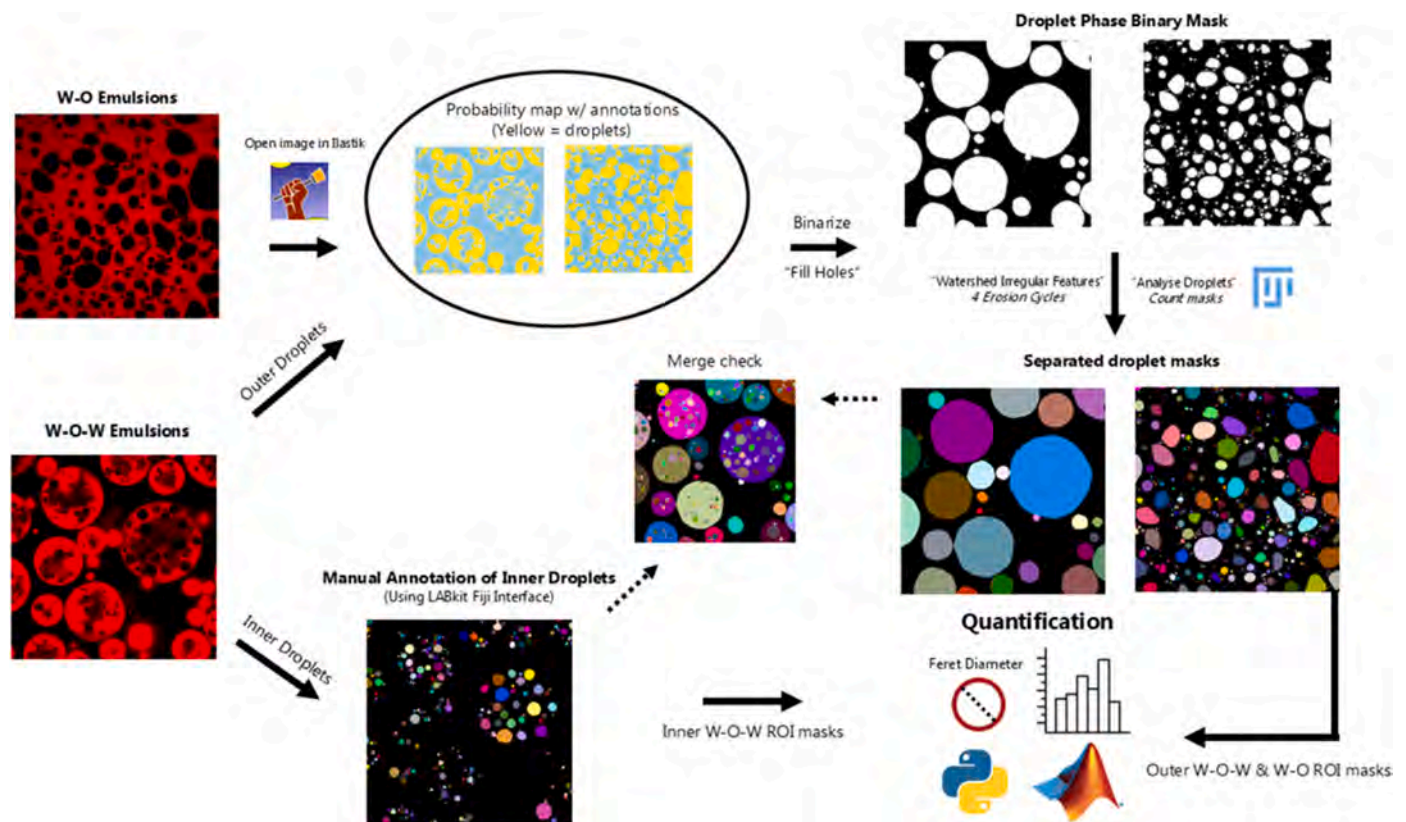 Droplet Phase Binary Mask
W-O Emulsions
Open image in Ilastik
Probability map w/ annotations
(Yellow = droplets)
Binarize
"Fill Holes"
"Watershed Irregular Features"
4 Erosion Cycles
"Analyse Droplets"
Count masks
Outer Droplets
Merge check
Separated droplet masks
W-O-W Emulsions
Manual Annotation of Inner Droplets
(Using LABkit Fiji Interface)
Inner Droplets
Inner W-O-W ROI masks
Quantification
Feret Diameter
Outer W-O-W & W-O ROI masks